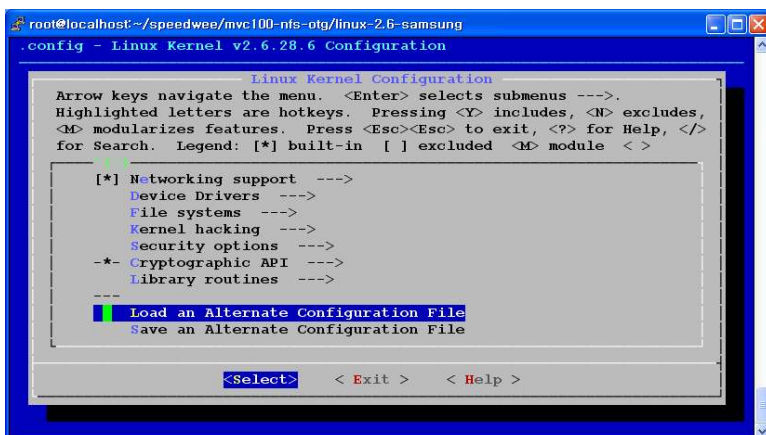 root@localhost:~/speedwee/mvc100-nfs-otg/linux-2.6-samsung
.config - Linux Kernel v2.6.28.6 Configuration
Linux Kernel Configuration
Arrow keys navigate the menu. <Enter> selects submenus --->.
Highlighted letters are hotkeys. Pressing <Y> includes, <N> excludes,
<M> modularizes features. Press <Esc><Esc> to exit, <?> for Help, </>
for Search. Legend: [*] built-in [ ] excluded <M> module < >
[*] Networking support --->
Device Drivers --->
File systems --->
Kernel hacking --->
Security options --->
-*- Cryptographic API --->
Library routines --->
---
Load an Alternate Configuration File
Save an Alternate Configuration File
<Select> < Exit > < Help >